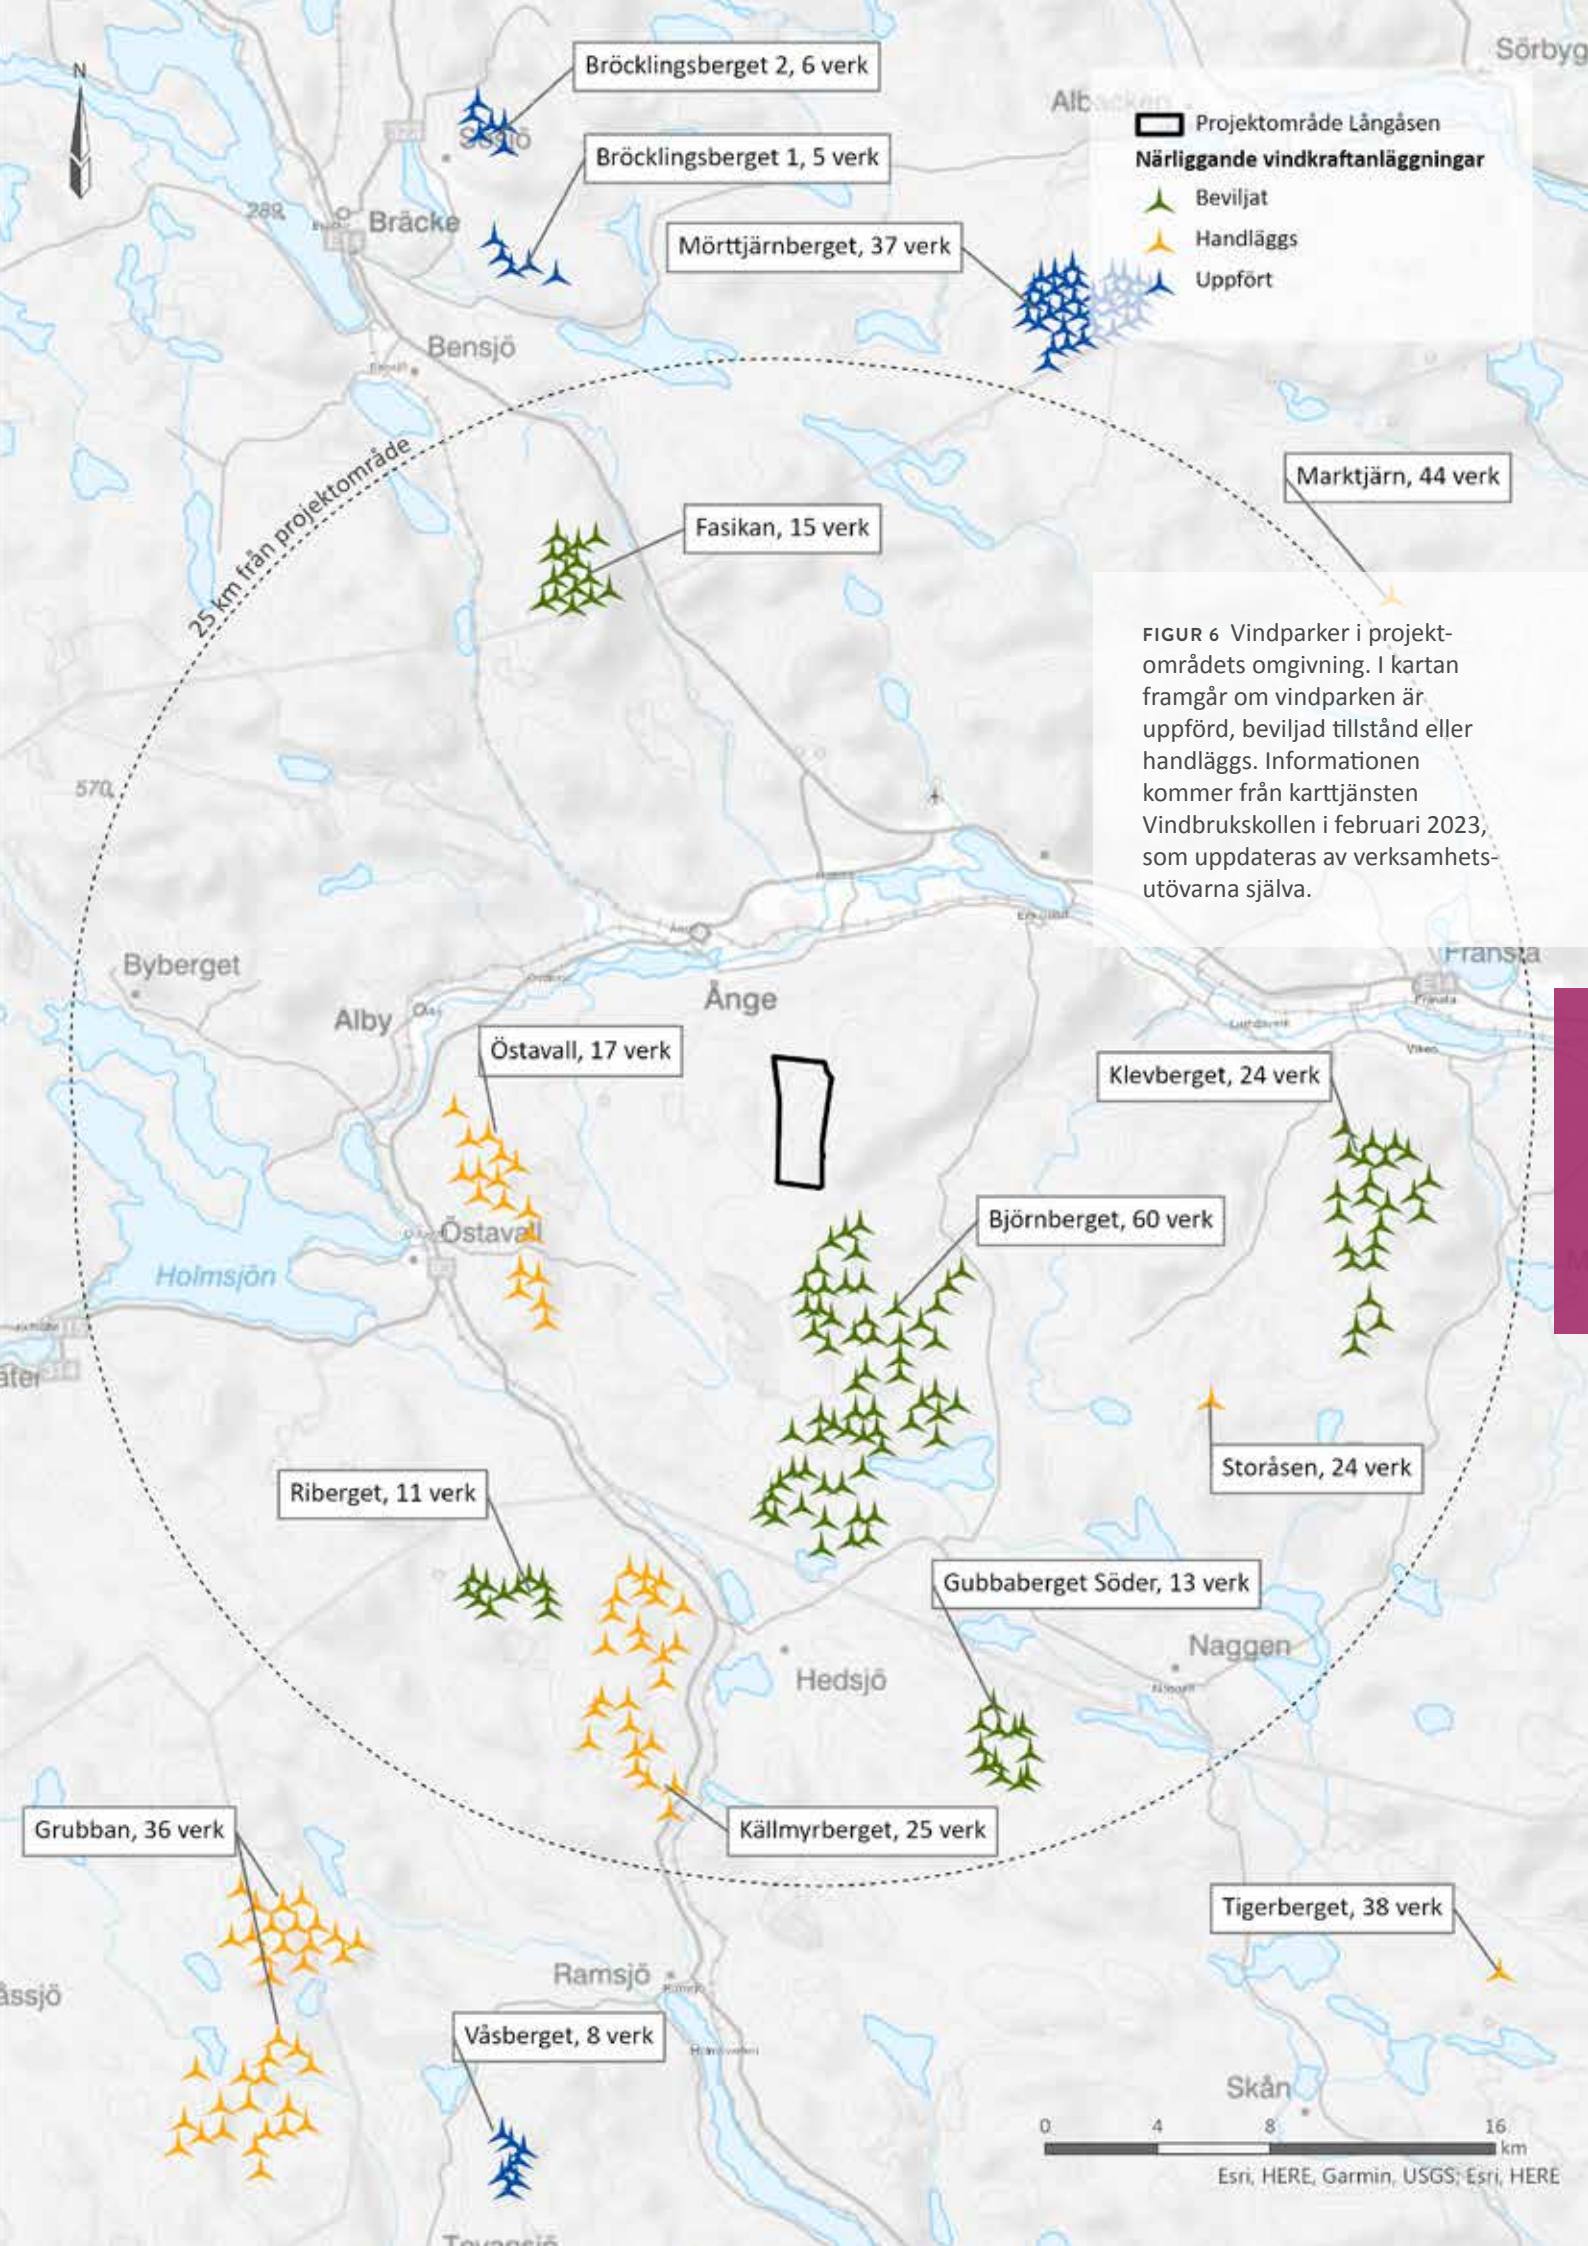 N
Bröcklingsberget 2, 6 verk
Sörbyg
Projektområde Långåsen
Närliggande vindkraftanläggningar
Beviljat
Handläggs
Uppfört
Bröcklingsberget 1, 5 verk
289
Bräcke
Mörttjärnberget, 37 verk
Bensjö
25 km från projektområde
Marktjärn, 44 verk
Fasikan, 15 verk
FIGUR 6 Vindparker i projekt-
områdets omgivning. I kartan
framgår om vindparken är
uppförd, beviljad tillstånd eller
handläggs. Informationen
kommer från karttjänsten
Vindbrukskollen i februari 2023,
som uppdateras av verksamhets-
utövarna själva.
570
Byberget
Fränsta
Ånge
Alby
Östavall, 17 verk
Klevberget, 24 verk
Björnberget, 60 verk
Östavall
Holmsjön
Storåsen, 24 verk
Riberget, 11 verk
Gubbaberget Söder, 13 verk
Naggen
Hedsjö
Grubban, 36 verk
Källmyrberget, 25 verk
Tigerberget, 38 verk
Ramsjö
åssjö
Våsberget, 8 verk
Skån
0 4 8 16
km
Esri, HERE, Garmin, USGS; Esri, HERE